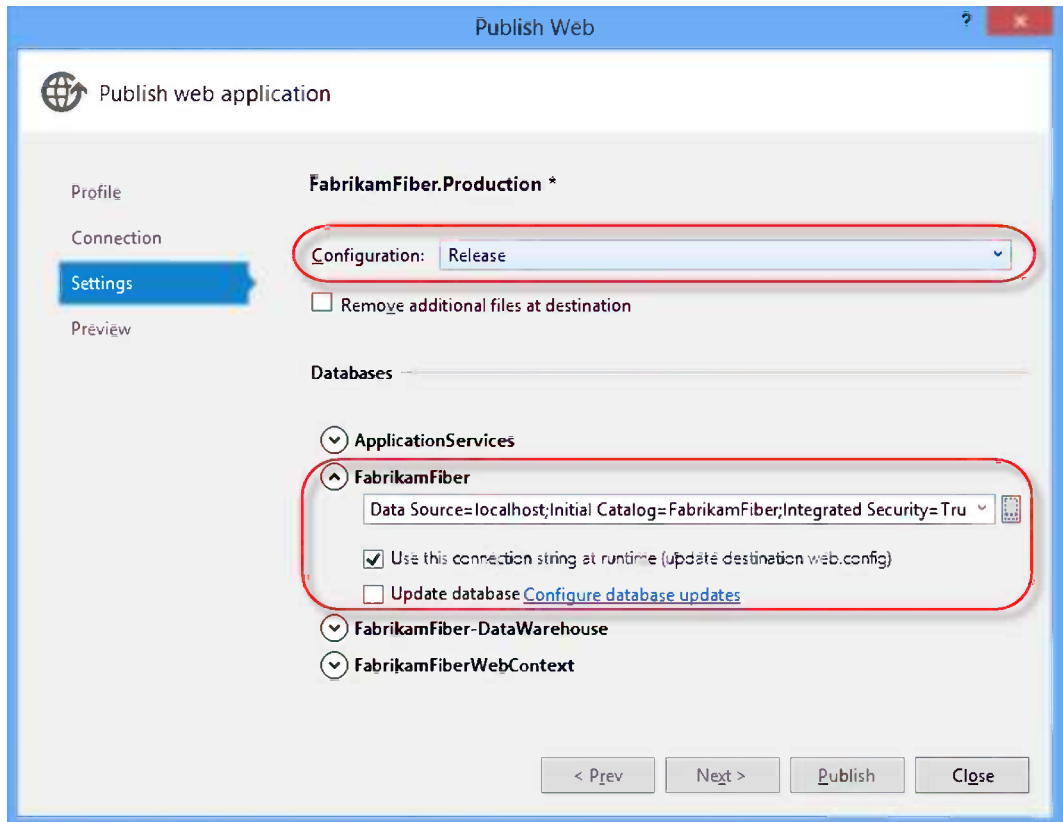 Publish Web
?
Publish web application
Profile
Connection
Settings
Preview
FabrikamFiber.Production *
Configuration: Release
Remove additional files at destination
Databases
ApplicationServices
FabrikamFiber
Data Source=localhost;Initial Catalog=FabrikamFiber;Integrated Security=Tru
Use this connection string at runtime (update destination web.config)
Update database Configure database updates
FabrikamFiber-DataWarehouse
FabrikamFiberWebContext
< Prev Next > Publish Close